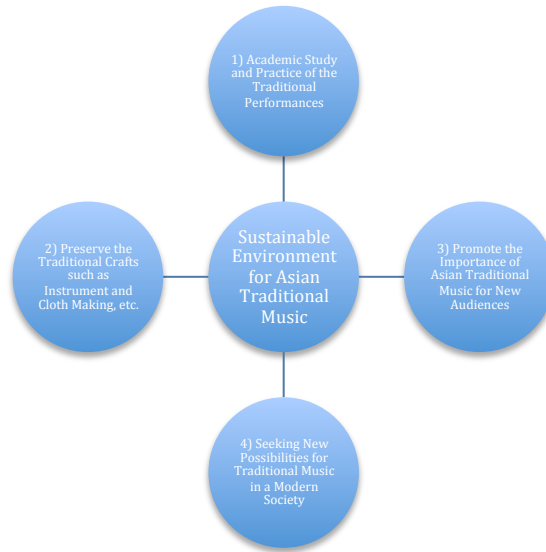 1) Academic Study
and Practice of the
Traditional
Performances
2) Preserve the
Traditional Crafts
such as
Instrument and
Cloth Making, etc.
Sustainable
Environment
for Asian
Traditional
Music
3) Promote the
Importance of
Asian Traditional
Music for New
Audiences
4) Seeking New
Possibilities for
Traditional Music
in a Modern
Society